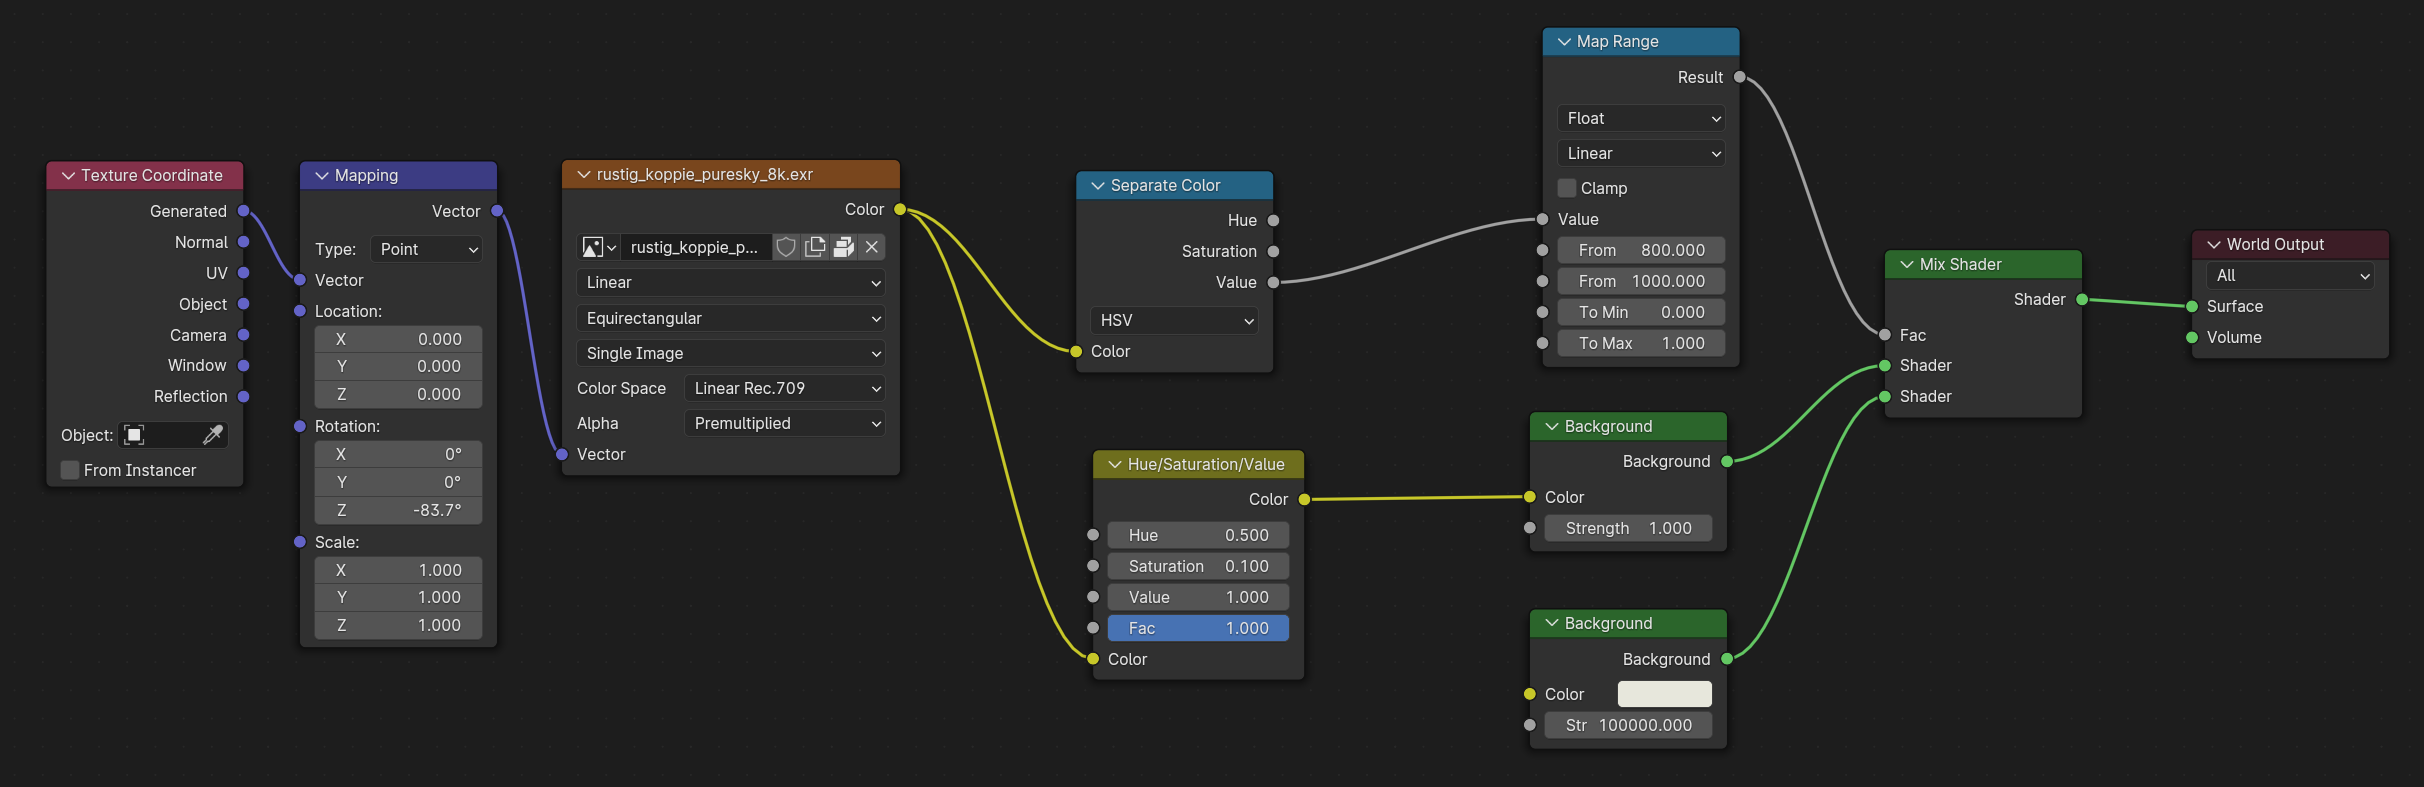 Texture Coordinate
Generated
Normal
UV
Object
Camera
Window
Reflection
Object:
From Instancer
Mapping
Vector
Type: Point
Vector
Location:
X 0.000
Y 0.000
Z 0.000
Rotation:
X 0°
Y 0°
Z -83.7°
Scale:
X 1.000
Y 1.000
Z 1.000
rustig_koppie_puresky_8k.exr
Color
rustig_koppie_p...
Linear
Equirectangular
Single Image
Color Space Linear Rec.709
Alpha Premultiplied
Vector
Separate Color
Hue
Saturation
Value
HSV
Color
Hue/Saturation/Value
Color
Hue 0.500
Saturation 0.100
Value 1.000
Fac 1.000
Color
Map Range
Result
Float
Linear
Clamp
Value
From 800.000
From 1000.000
To Min 0.000
To Max 1.000
Background
Background
Color
Strength 1.000
Background
Background
Color
Str 100000.000
Mix Shader
Shader
Fac
Shader
Shader
World Output
All
Surface
Volume